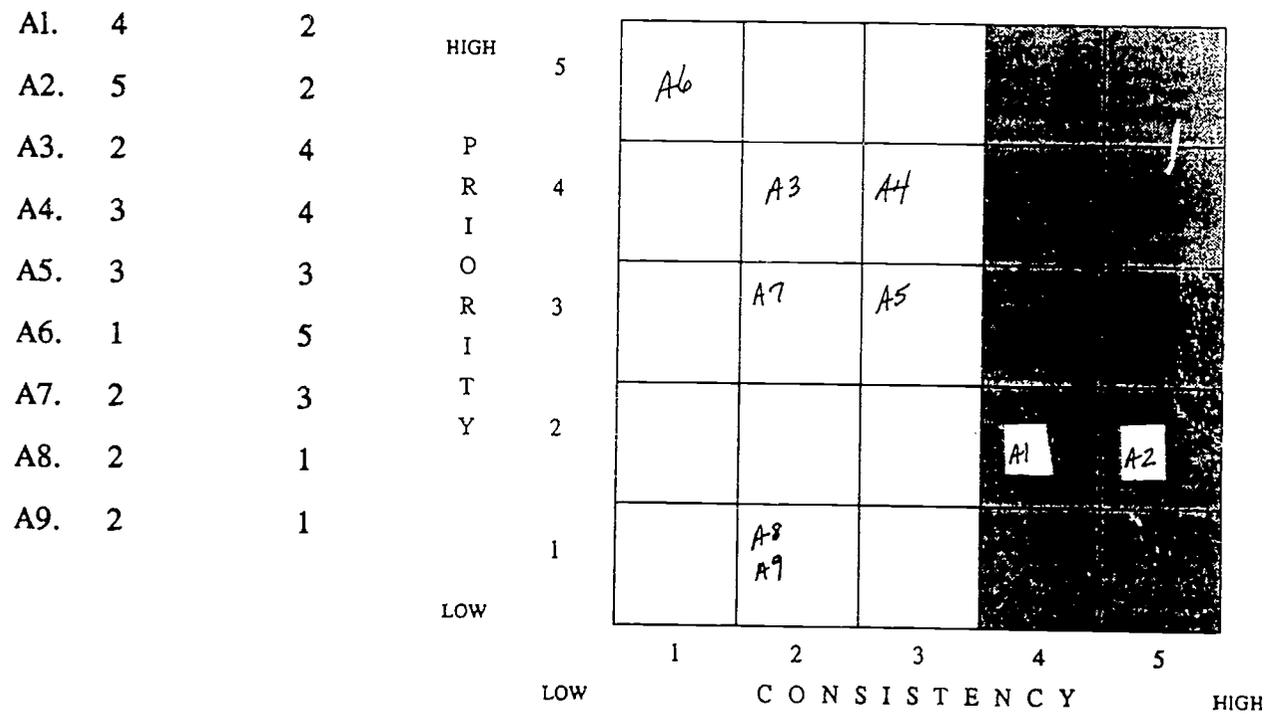 A1. 4 2
A2. 5 2
A3. 2 4
A4. 3 4
A5. 3 3
A6. 1 5
A7. 2 3
A8. 2 1
A9. 2 1
HIGH
PRIORITY
LOW
5
A6
4
A3 A4
3
A7 A5
2
A1 A2
1
A8
A9
1 2 3 4 5
LOW CONSISTENCY HIGH